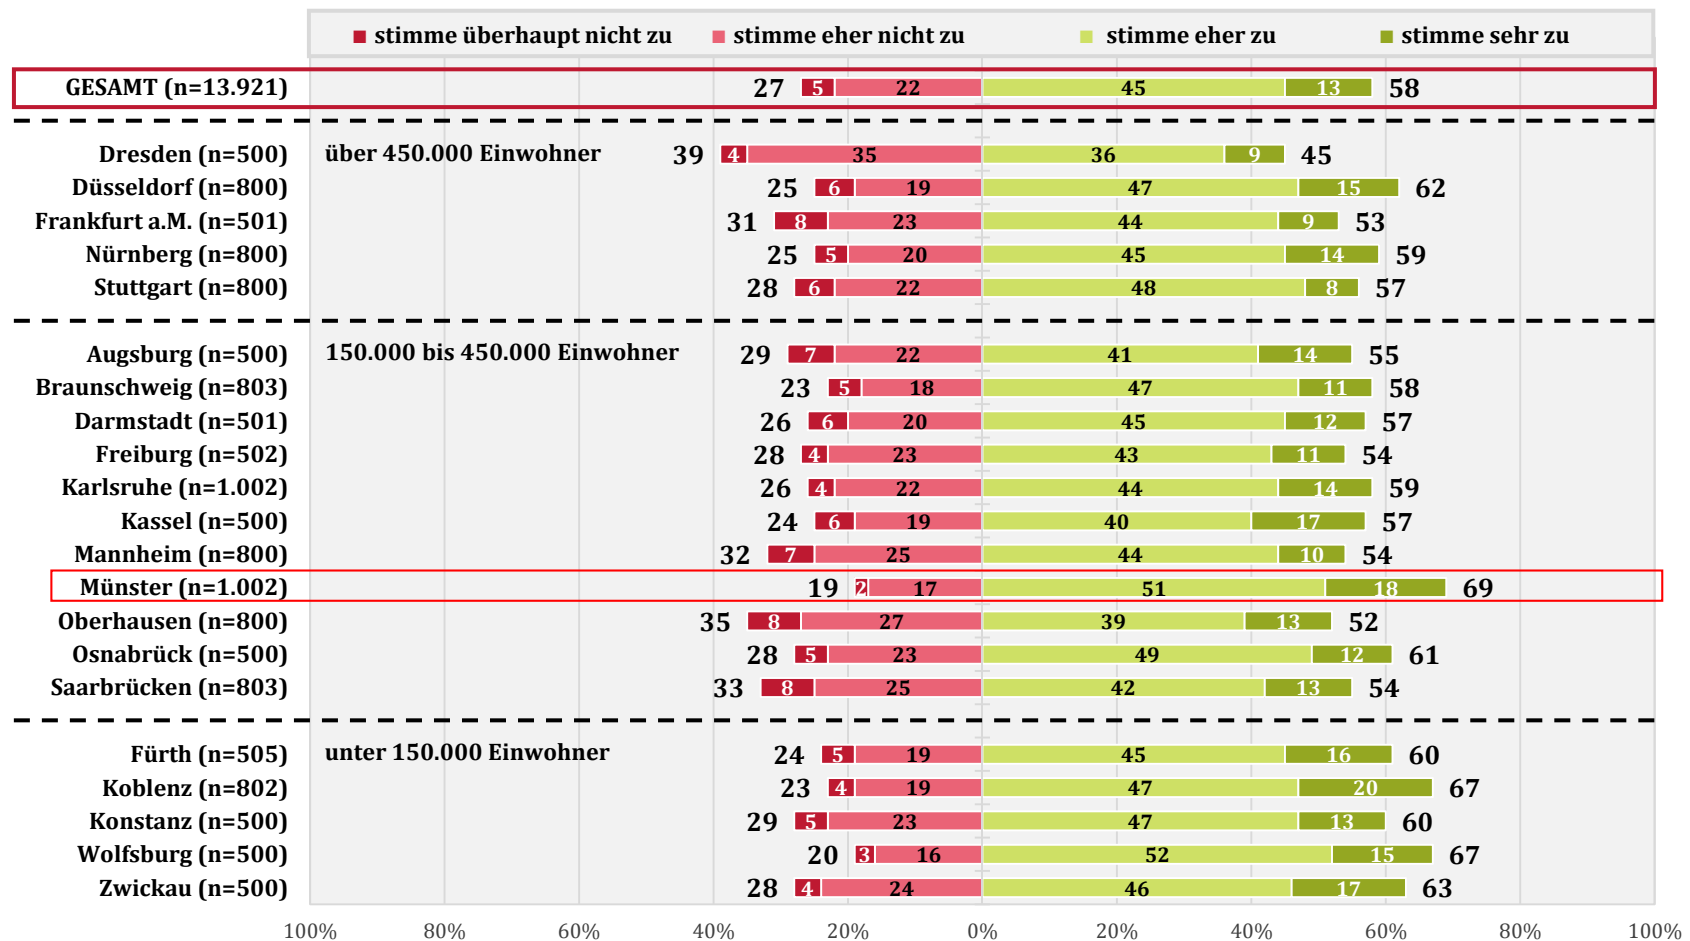 stimme überhaupt nicht zu stimme eher nicht zu stimme eher zu stimme sehr zu
GESAMT (n=13.921) 27 5 22 45 13 58
Dresden (n=500) über 450.000 Einwohner 39 4 35 36 9 45
Düsseldorf (n=800) 25 6 19 47 15 62
Frankfurt a.M. (n=501) 31 8 23 44 9 53
Nürnberg (n=800) 25 5 20 45 14 59
Stuttgart (n=800) 28 6 22 48 8 57
Augsburg (n=500) 150.000 bis 450.000 Einwohner 29 7 22 41 14 55
Braunschweig (n=803) 23 5 18 47 11 58
Darmstadt (n=501) 26 6 20 45 12 57
Freiburg (n=502) 28 4 23 43 11 54
Karlsruhe (n=1.002) 26 4 22 44 14 59
Kassel (n=500) 24 6 19 40 17 57
Mannheim (n=800) 32 7 25 44 10 54
Münster (n=1.002) 19 2 17 51 18 69
Oberhausen (n=800) 35 8 27 39 13 52
Osnabrück (n=500) 28 5 23 49 12 61
Saarbrücken (n=803) 33 8 25 42 13 54
Fürth (n=505) unter 150.000 Einwohner 24 5 19 45 16 60
Koblenz (n=802) 23 4 19 47 20 67
Konstanz (n=500) 29 5 23 47 13 60
Wolfsburg (n=500) 20 3 16 52 15 67
Zwickau (n=500) 28 4 24 46 17 63
100% 80% 60% 40% 20% 0% 20% 40% 60% 80% 100%